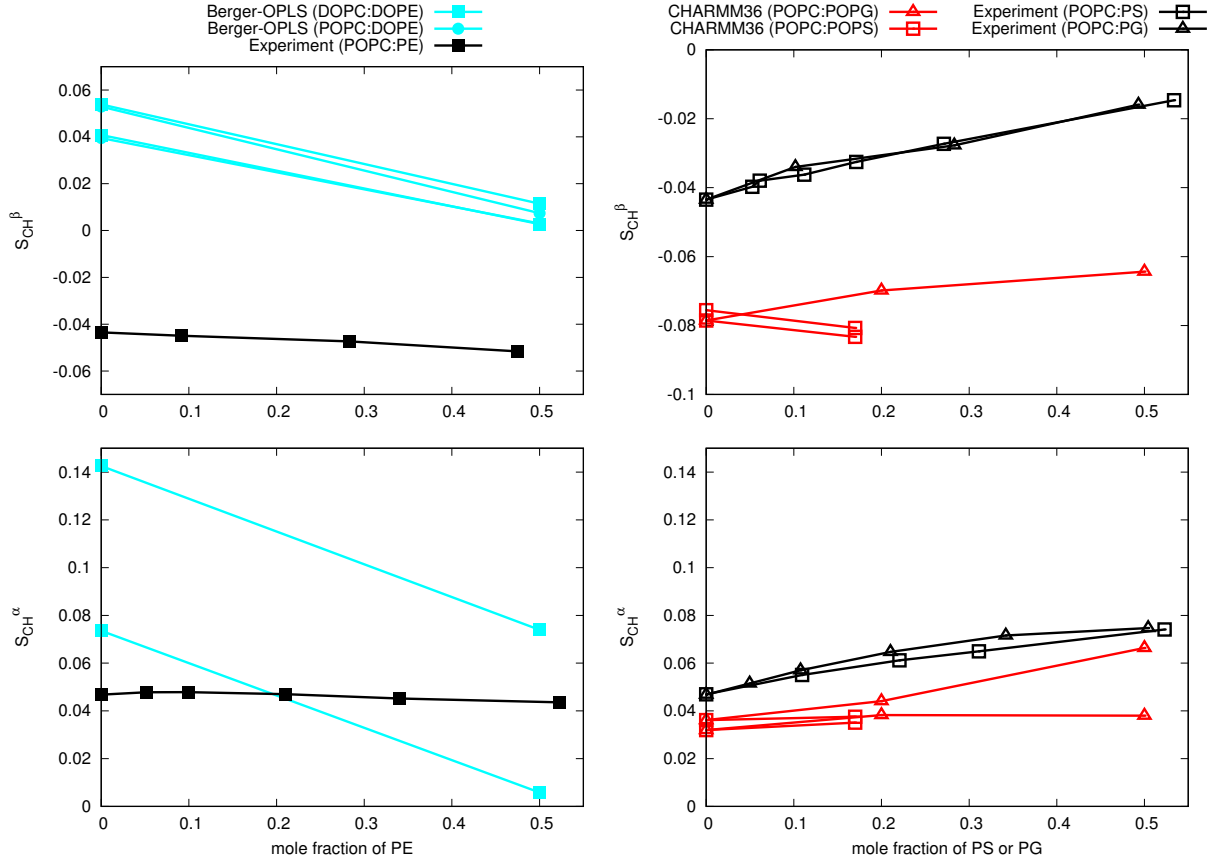 Berger-OPLS (DOPC:DOPE)
Berger-OPLS (POPC:DOPE)
Experiment (POPC:PE)
CHARMM36 (POPC:POPG)
CHARMM36 (POPC:POPS)
Experiment (POPC:PS)
Experiment (POPC:PG)
S_CH^β
0.06
0.04
0.02
0
-0.02
-0.04
-0.06
0 0.1 0.2 0.3 0.4 0.5
S_CH^β
0
-0.02
-0.04
-0.06
-0.08
-0.1
0 0.1 0.2 0.3 0.4 0.5
S_CH^α
0.14
0.12
0.1
0.08
0.06
0.04
0.02
0
0 0.1 0.2 0.3 0.4 0.5
mole fraction of PE
S_CH^α
0.14
0.12
0.1
0.08
0.06
0.04
0.02
0
0 0.1 0.2 0.3 0.4 0.5
mole fraction of PS or PG